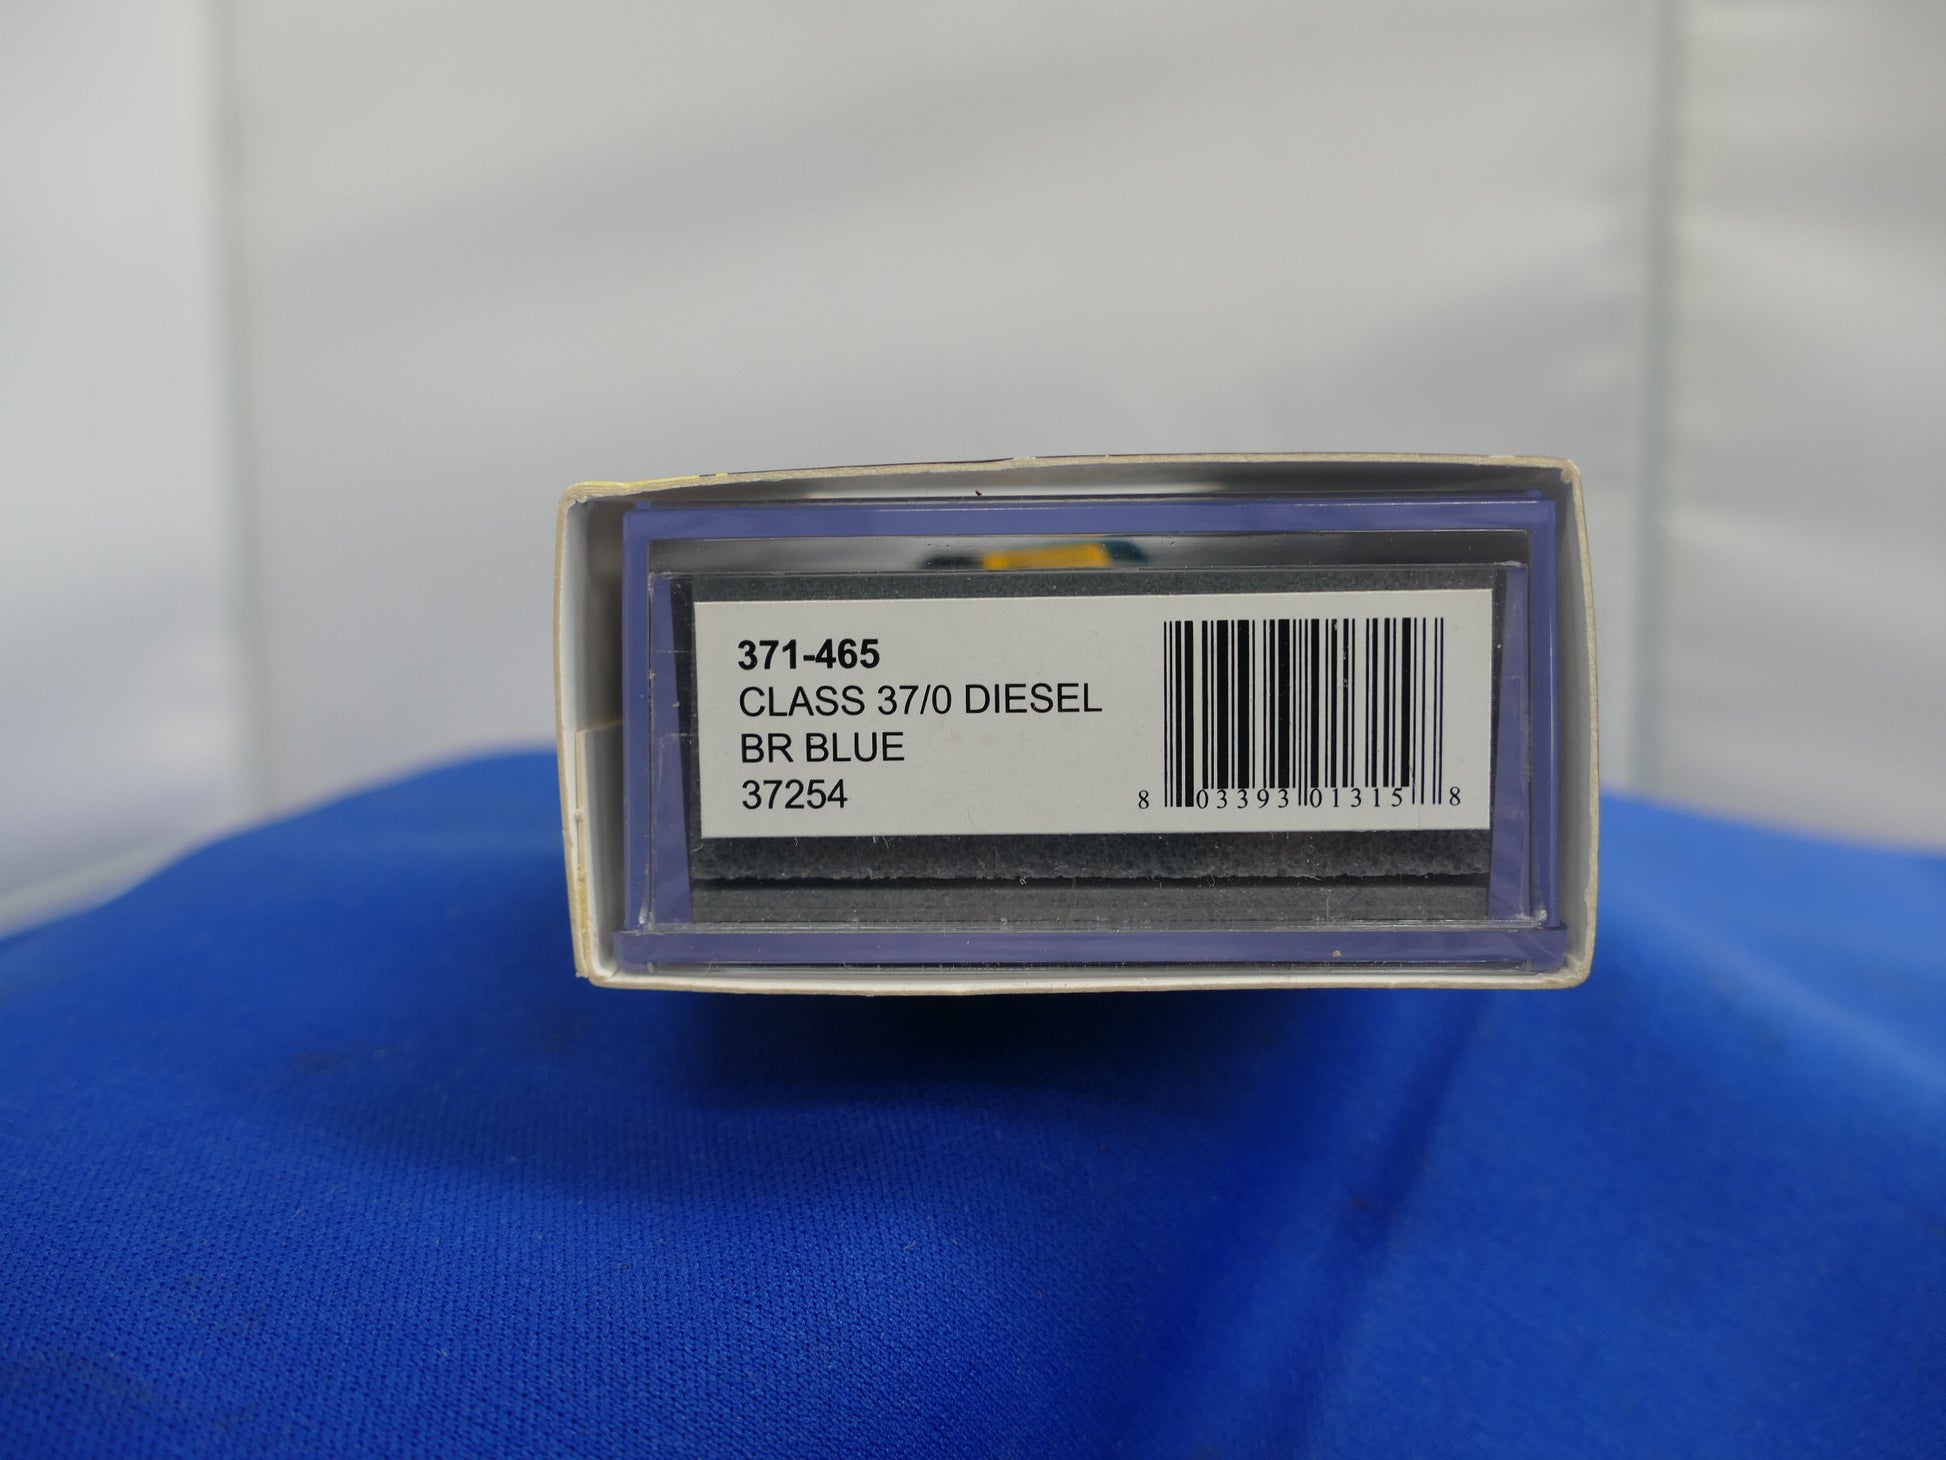 371-465
CLASS 37/0 DIESEL
BR BLUE
37254
8 03393 01315 8